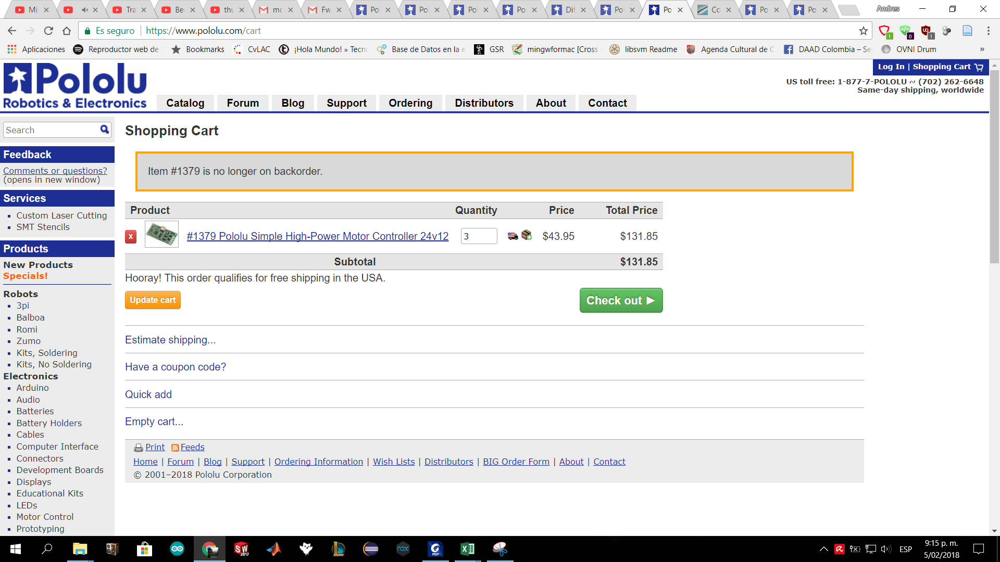 Mi
Tra
Be
thu
mc
Fw
Pol
Po
Pol
Po
Dif
Po
Po
Co
Po
Po
Andres
Es seguro
https://www.pololu.com/cart
1
0
1
Aplicaciones
Reproductor web de
Bookmarks
CvLAC
¡Hola Mundo! » Tecn
Base de Datos en la e
GSR
mingwformac [Cross
libsvm Readme
Agenda Cultural de C
DAAD Colombia – Se
OVNI Drum
»
Log In | Shopping Cart
Pololu
Robotics & Electronics
US toll free: 1-877-7-POLOLU ~ (702) 262-6648
Same-day shipping, worldwide
Catalog
Forum
Blog
Support
Ordering
Distributors
About
Contact
Search
Feedback
Comments or questions?
(opens in new window)
Services
Custom Laser Cutting
SMT Stencils
Products
New Products
Specials!
Robots
3pi
Balboa
Romi
Zumo
Kits, Soldering
Kits, No Soldering
Electronics
Arduino
Audio
Batteries
Battery Holders
Cables
Computer Interface
Connectors
Development Boards
Displays
Educational Kits
LEDs
Motor Control
Prototyping
Shopping Cart
Item #1379 is no longer on backorder.
Product Quantity Price Total Price
x #1379 Pololu Simple High-Power Motor Controller 24v12 3 $43.95 $131.85
Subtotal $131.85
Hooray! This order qualifies for free shipping in the USA.
Update cart
Check out ►
Estimate shipping...
Have a coupon code?
Quick add
Empty cart...
Print Feeds
Home | Forum | Blog | Support | Ordering Information | Wish Lists | Distributors | BIG Order Form | About | Contact
© 2001–2018 Pololu Corporation
SW
2017
nox
PDF
ESP
9:15 p. m.
5/02/2018